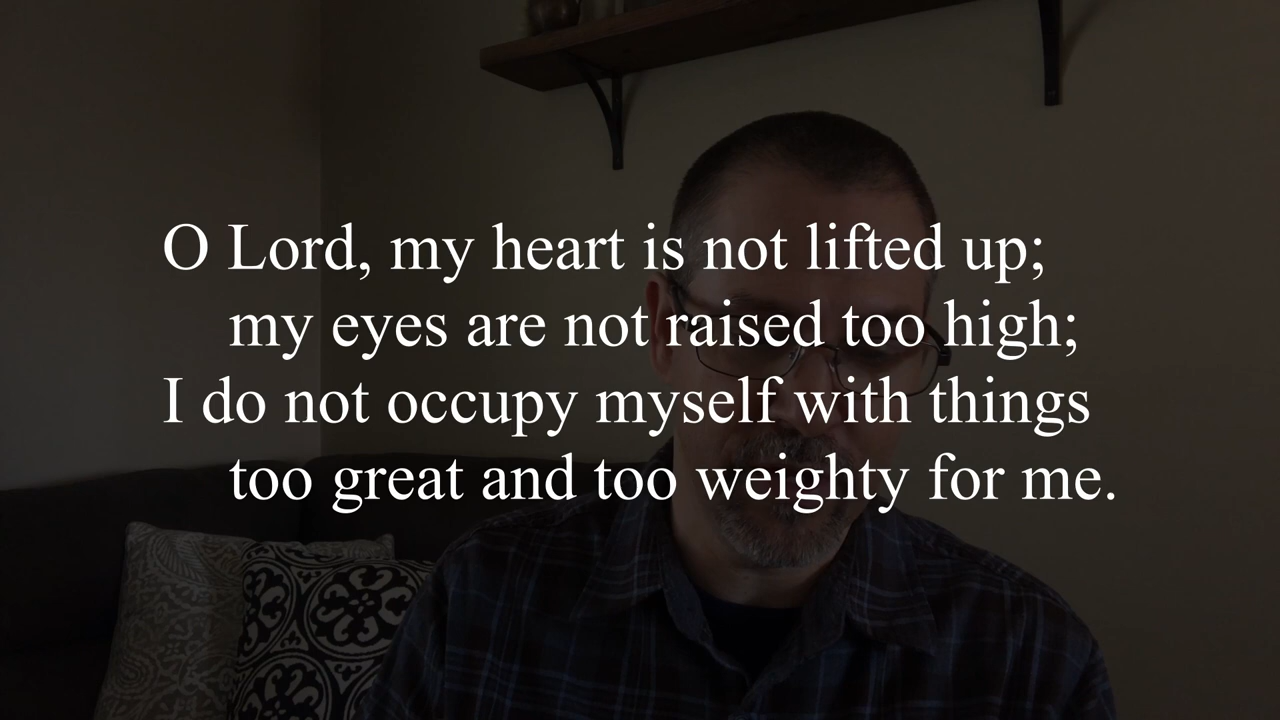 O Lord, my heart is not lifted up;
my eyes are not raised too high;
I do not occupy myself with things
too great and too weighty for me.